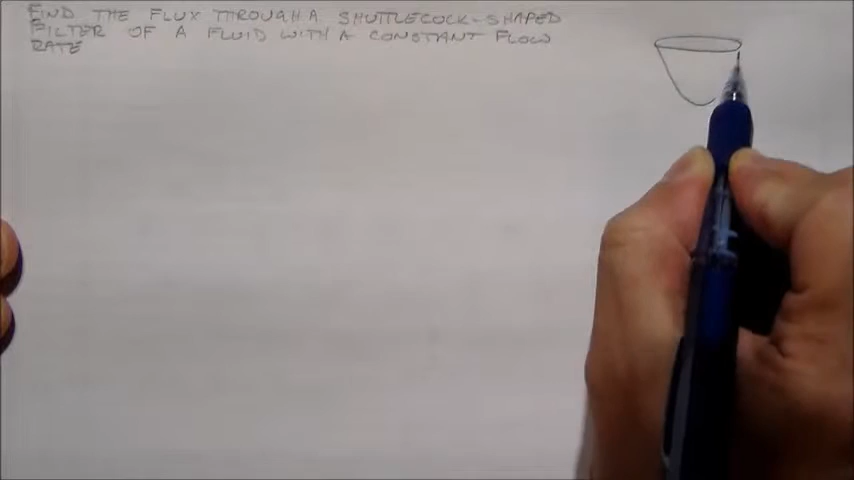 FIND THE FLUX THROUGH A SHUTTLECOCK-SHAPED
FILTER OF A FLUID WITH A CONSTANT FLOW
RATE